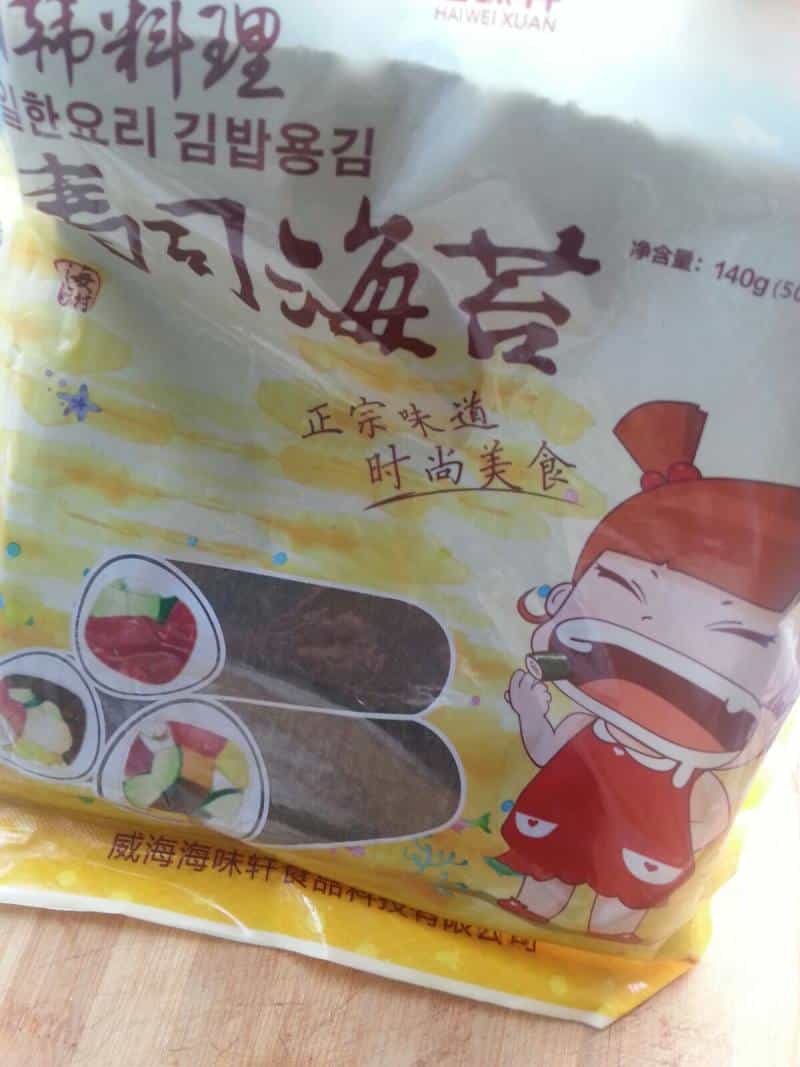 HAIWEI XUAN
韩料理
일한요리 김밥용김
寿司海苔
净含量：140g(50
正宗味道
时尚美食
威海海味轩食品科技有限公司